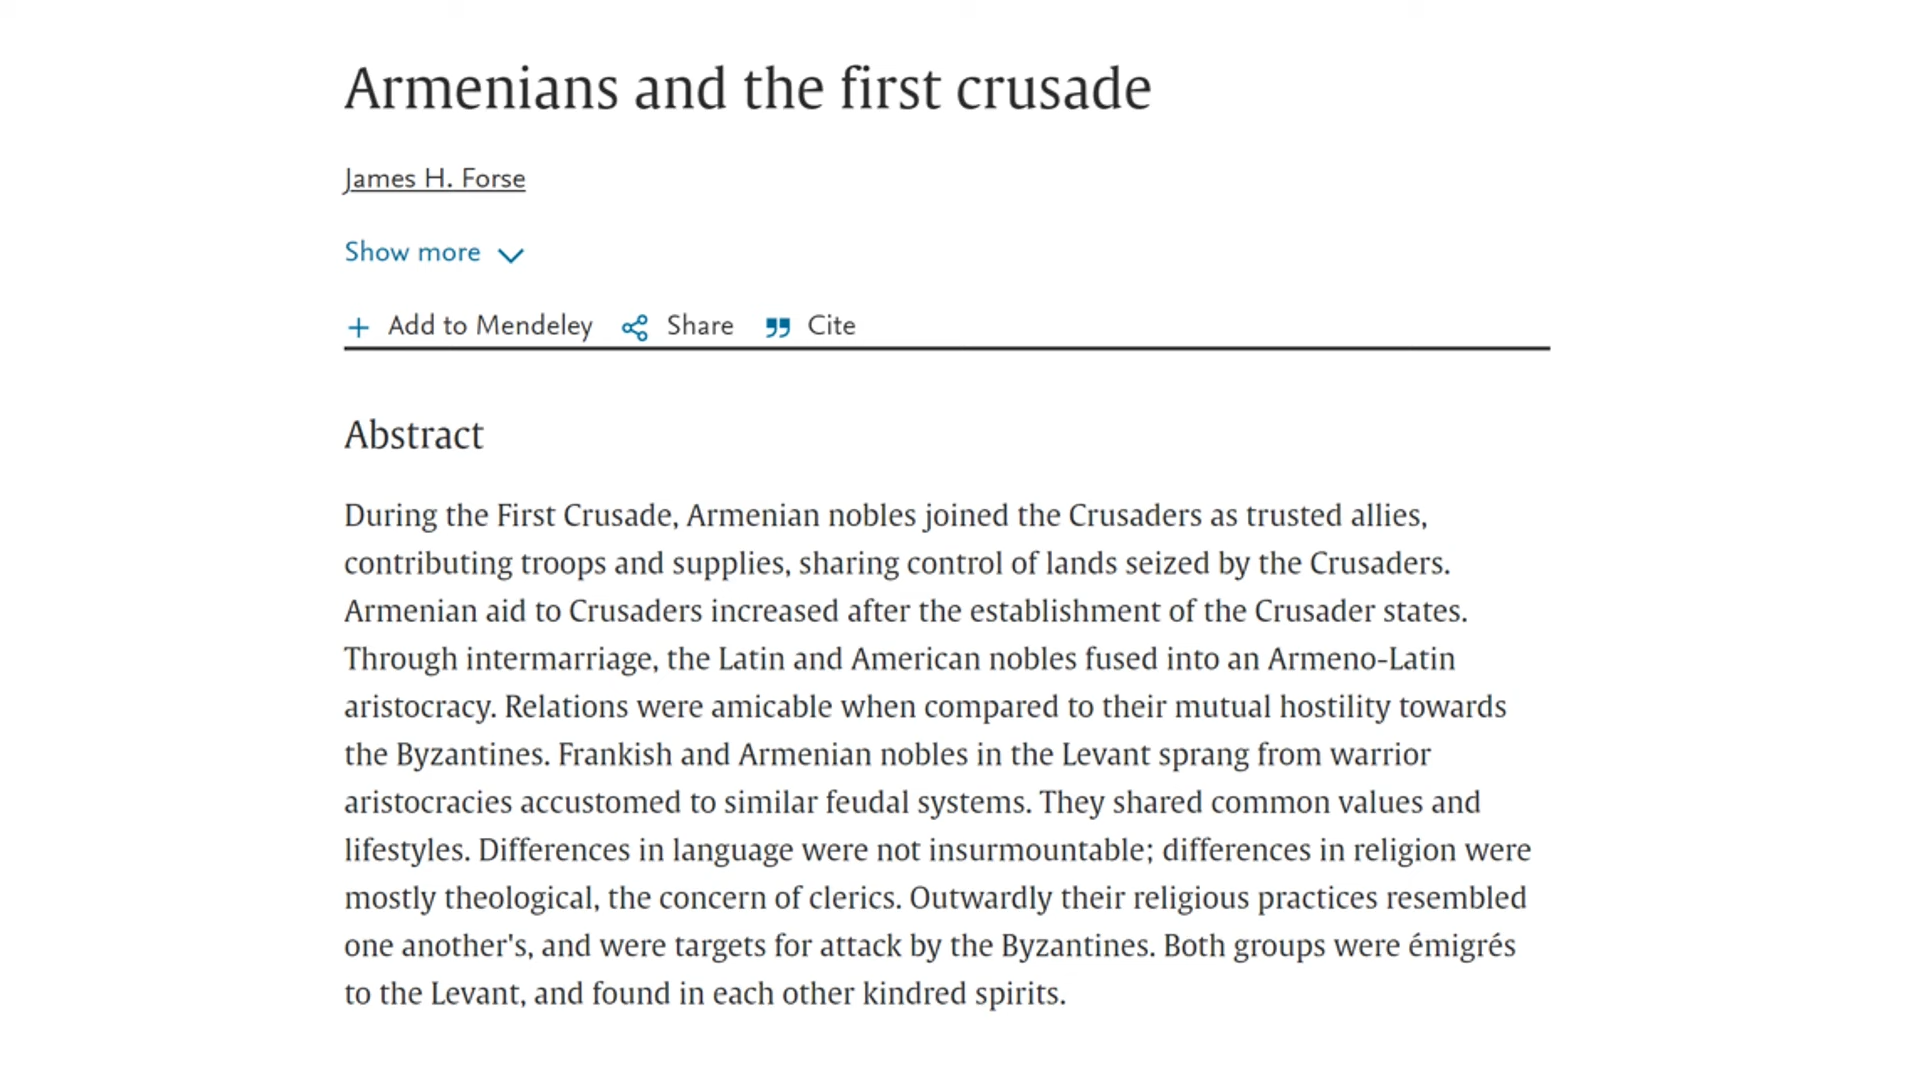 Armenians and the first crusade
James H. Forse
Show more
Add to Mendeley Share Cite
Abstract
During the First Crusade, Armenian nobles joined the Crusaders as trusted allies,
contributing troops and supplies, sharing control of lands seized by the Crusaders.
Armenian aid to Crusaders increased after the establishment of the Crusader states.
Through intermarriage, the Latin and American nobles fused into an Armeno-Latin
aristocracy. Relations were amicable when compared to their mutual hostility towards
the Byzantines. Frankish and Armenian nobles in the Levant sprang from warrior
aristocracies accustomed to similar feudal systems. They shared common values and
lifestyles. Differences in language were not insurmountable; differences in religion were
mostly theological, the concern of clerics. Outwardly their religious practices resembled
one another's, and were targets for attack by the Byzantines. Both groups were émigrés
to the Levant, and found in each other kindred spirits.